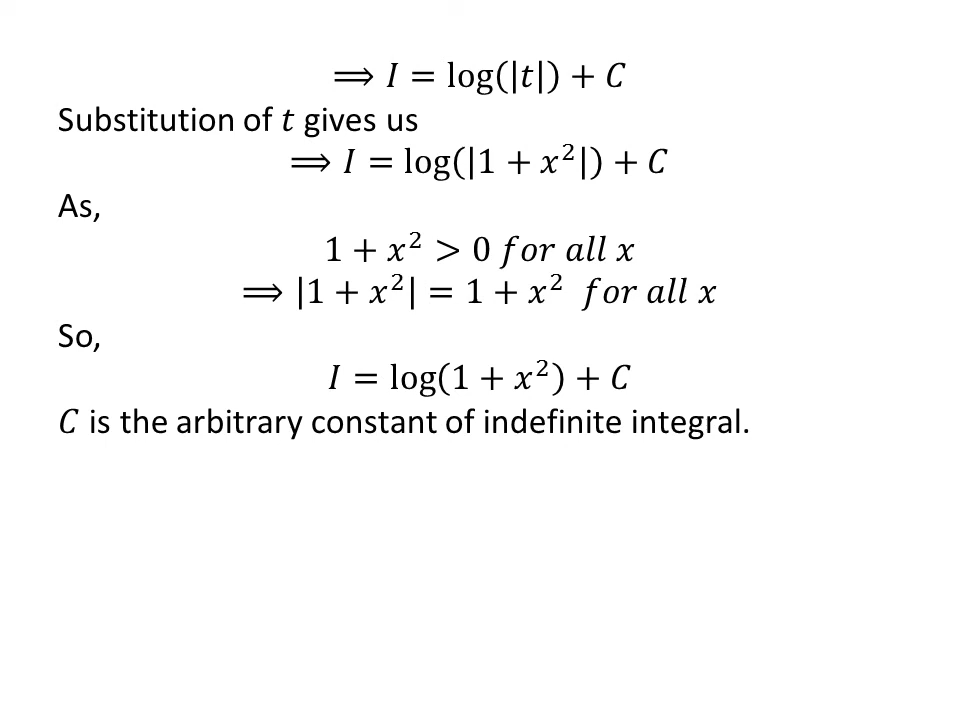 ⟹ 𝐼 = log(|𝑡|) + 𝐶
Substitution of 𝑡 gives us
⟹ 𝐼 = log(|1 + 𝑥²|) + 𝐶
As,
1 + 𝑥² > 0 𝑓𝑜𝑟 𝑎𝑙𝑙 𝑥
⟹ |1 + 𝑥²| = 1 + 𝑥² 𝑓𝑜𝑟 𝑎𝑙𝑙 𝑥
So,
𝐼 = log(1 + 𝑥²) + 𝐶
𝐶 is the arbitrary constant of indefinite integral.